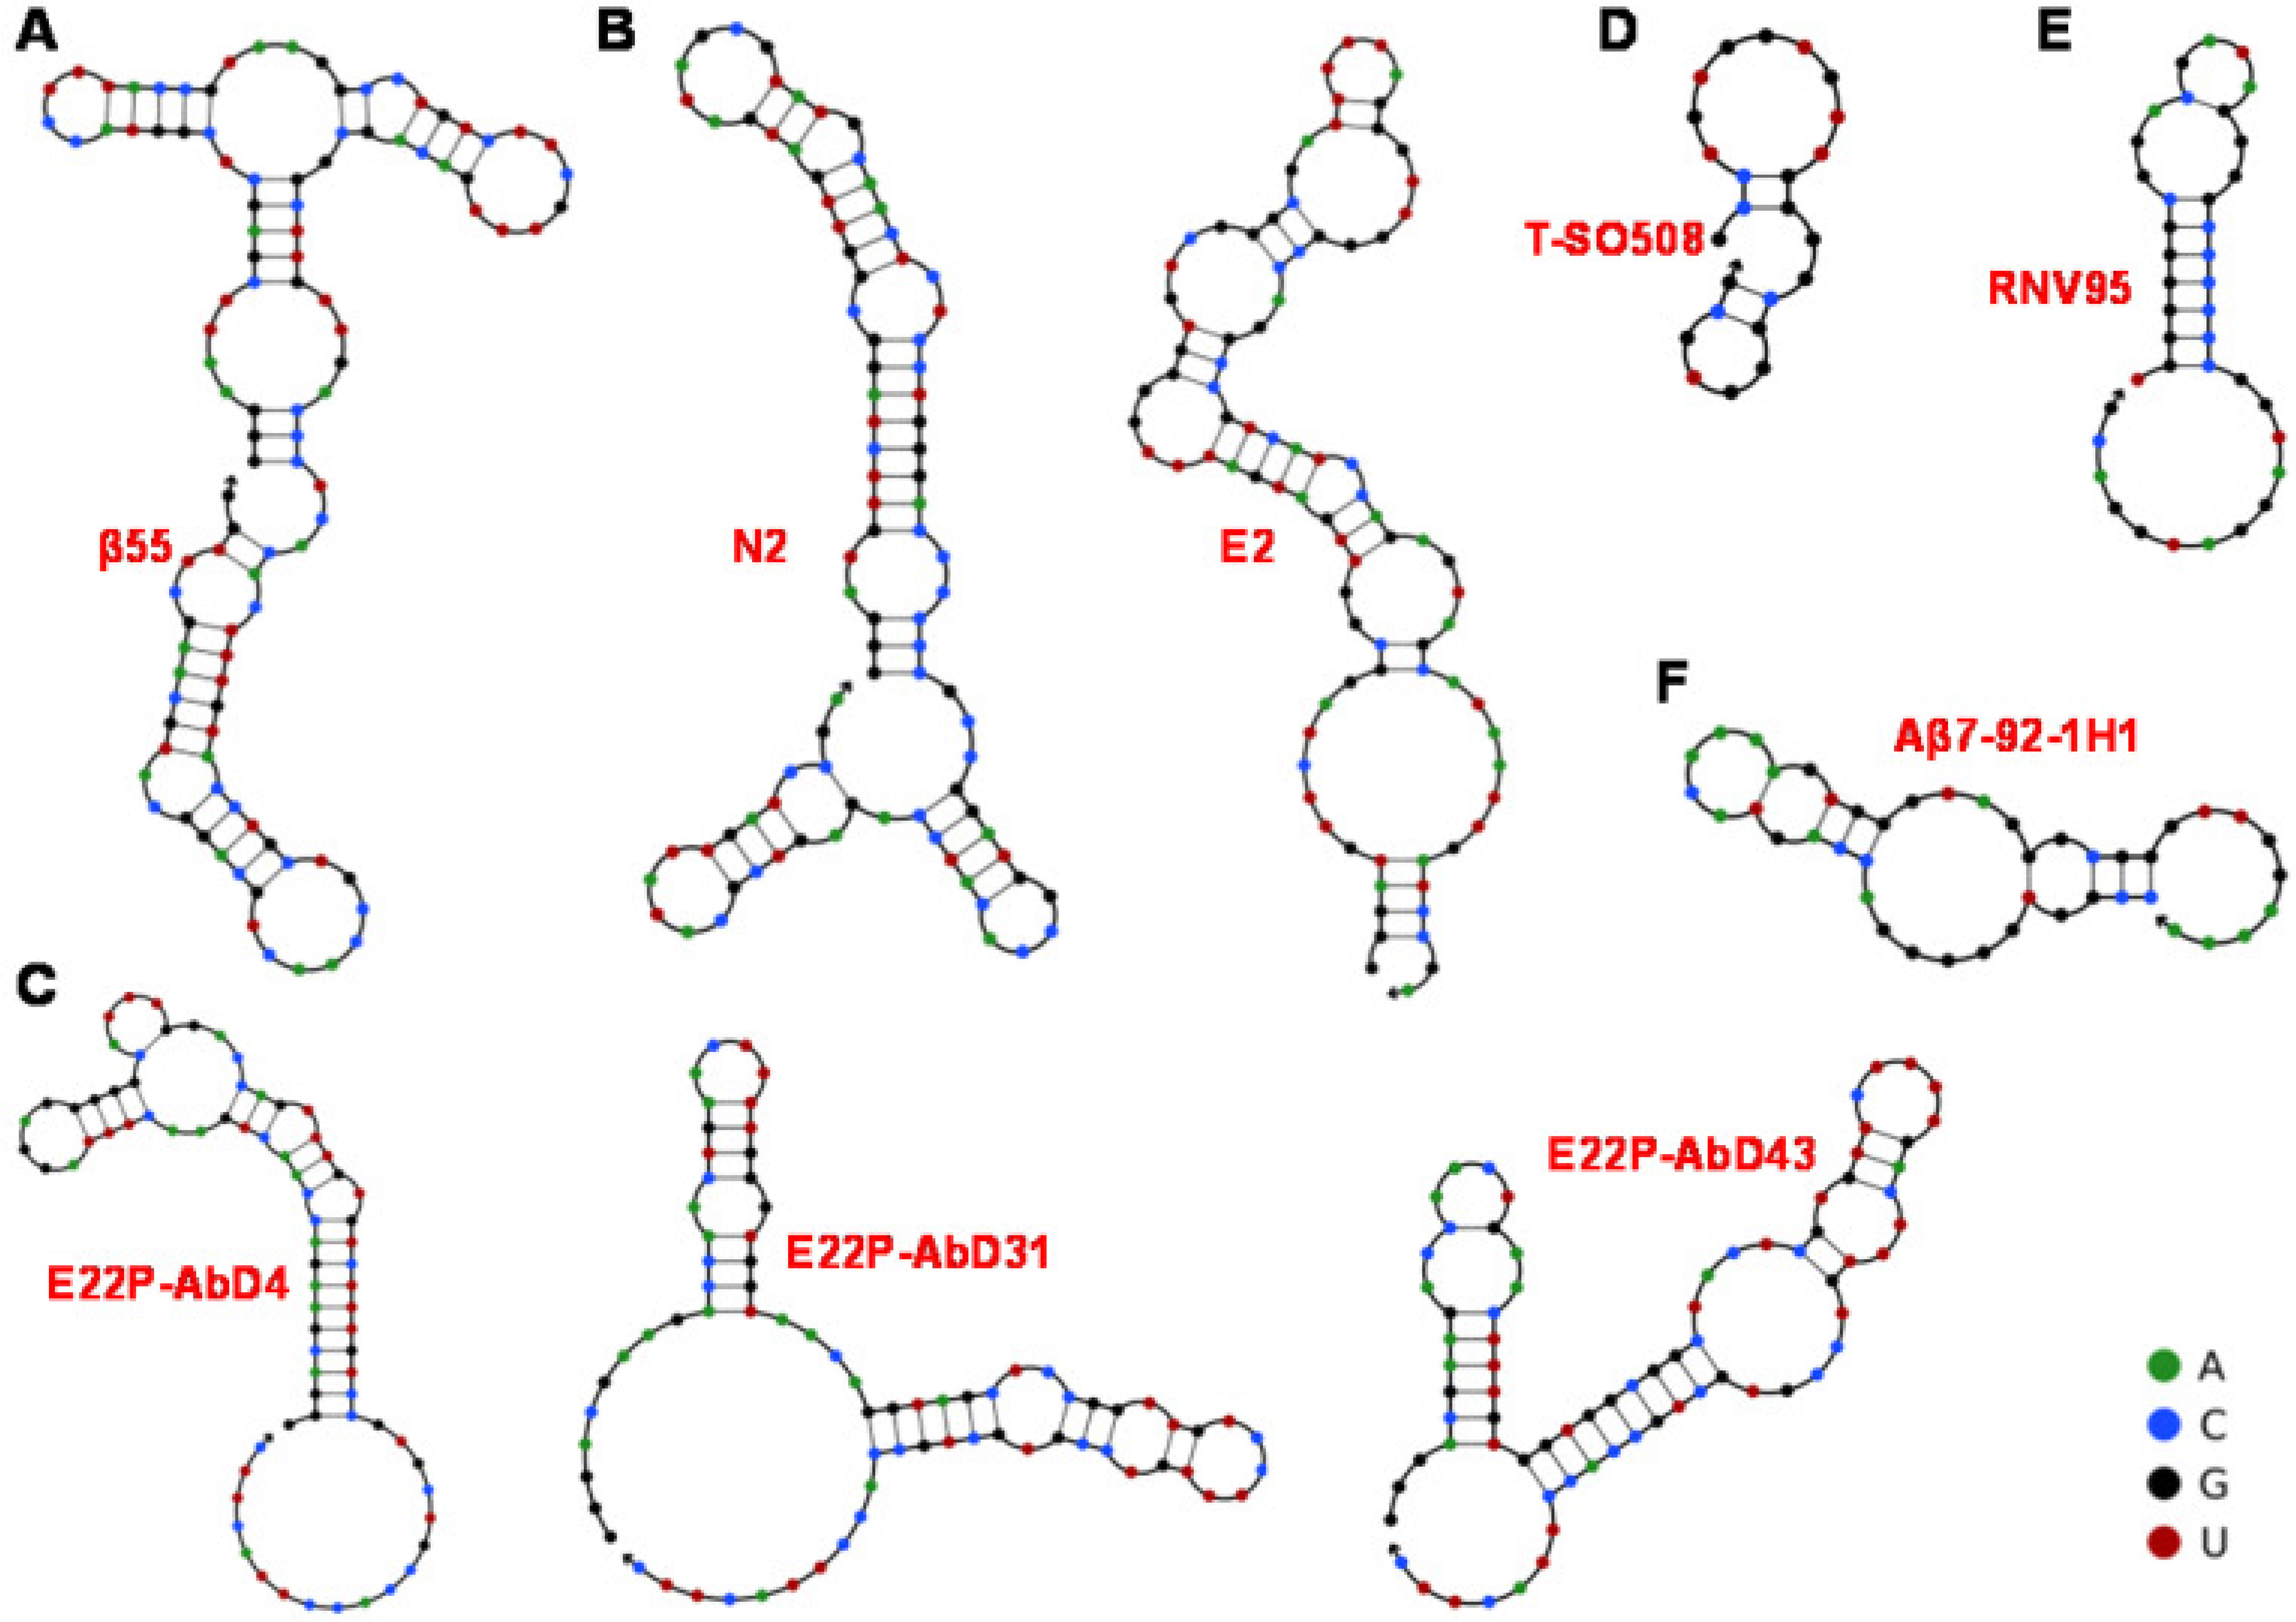 A
B
D
E
T-SO508
RNV95
β55
N2
E2
F
Aβ7-92-1H1
C
E22P-AbD4
E22P-AbD31
E22P-AbD43
A
C
G
U